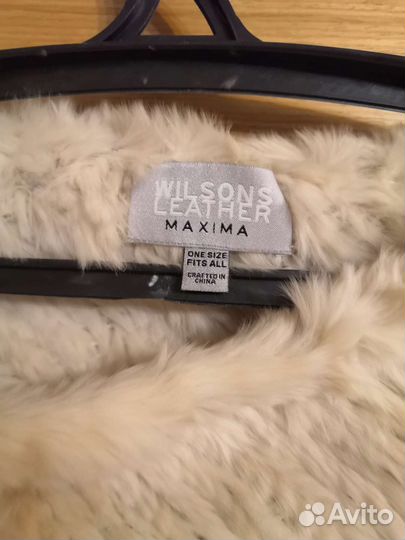 WILSONS
LEATHER
MAXIMA
ONE SIZE
FITS ALL
CRAFTED IN
CHINA
Avito